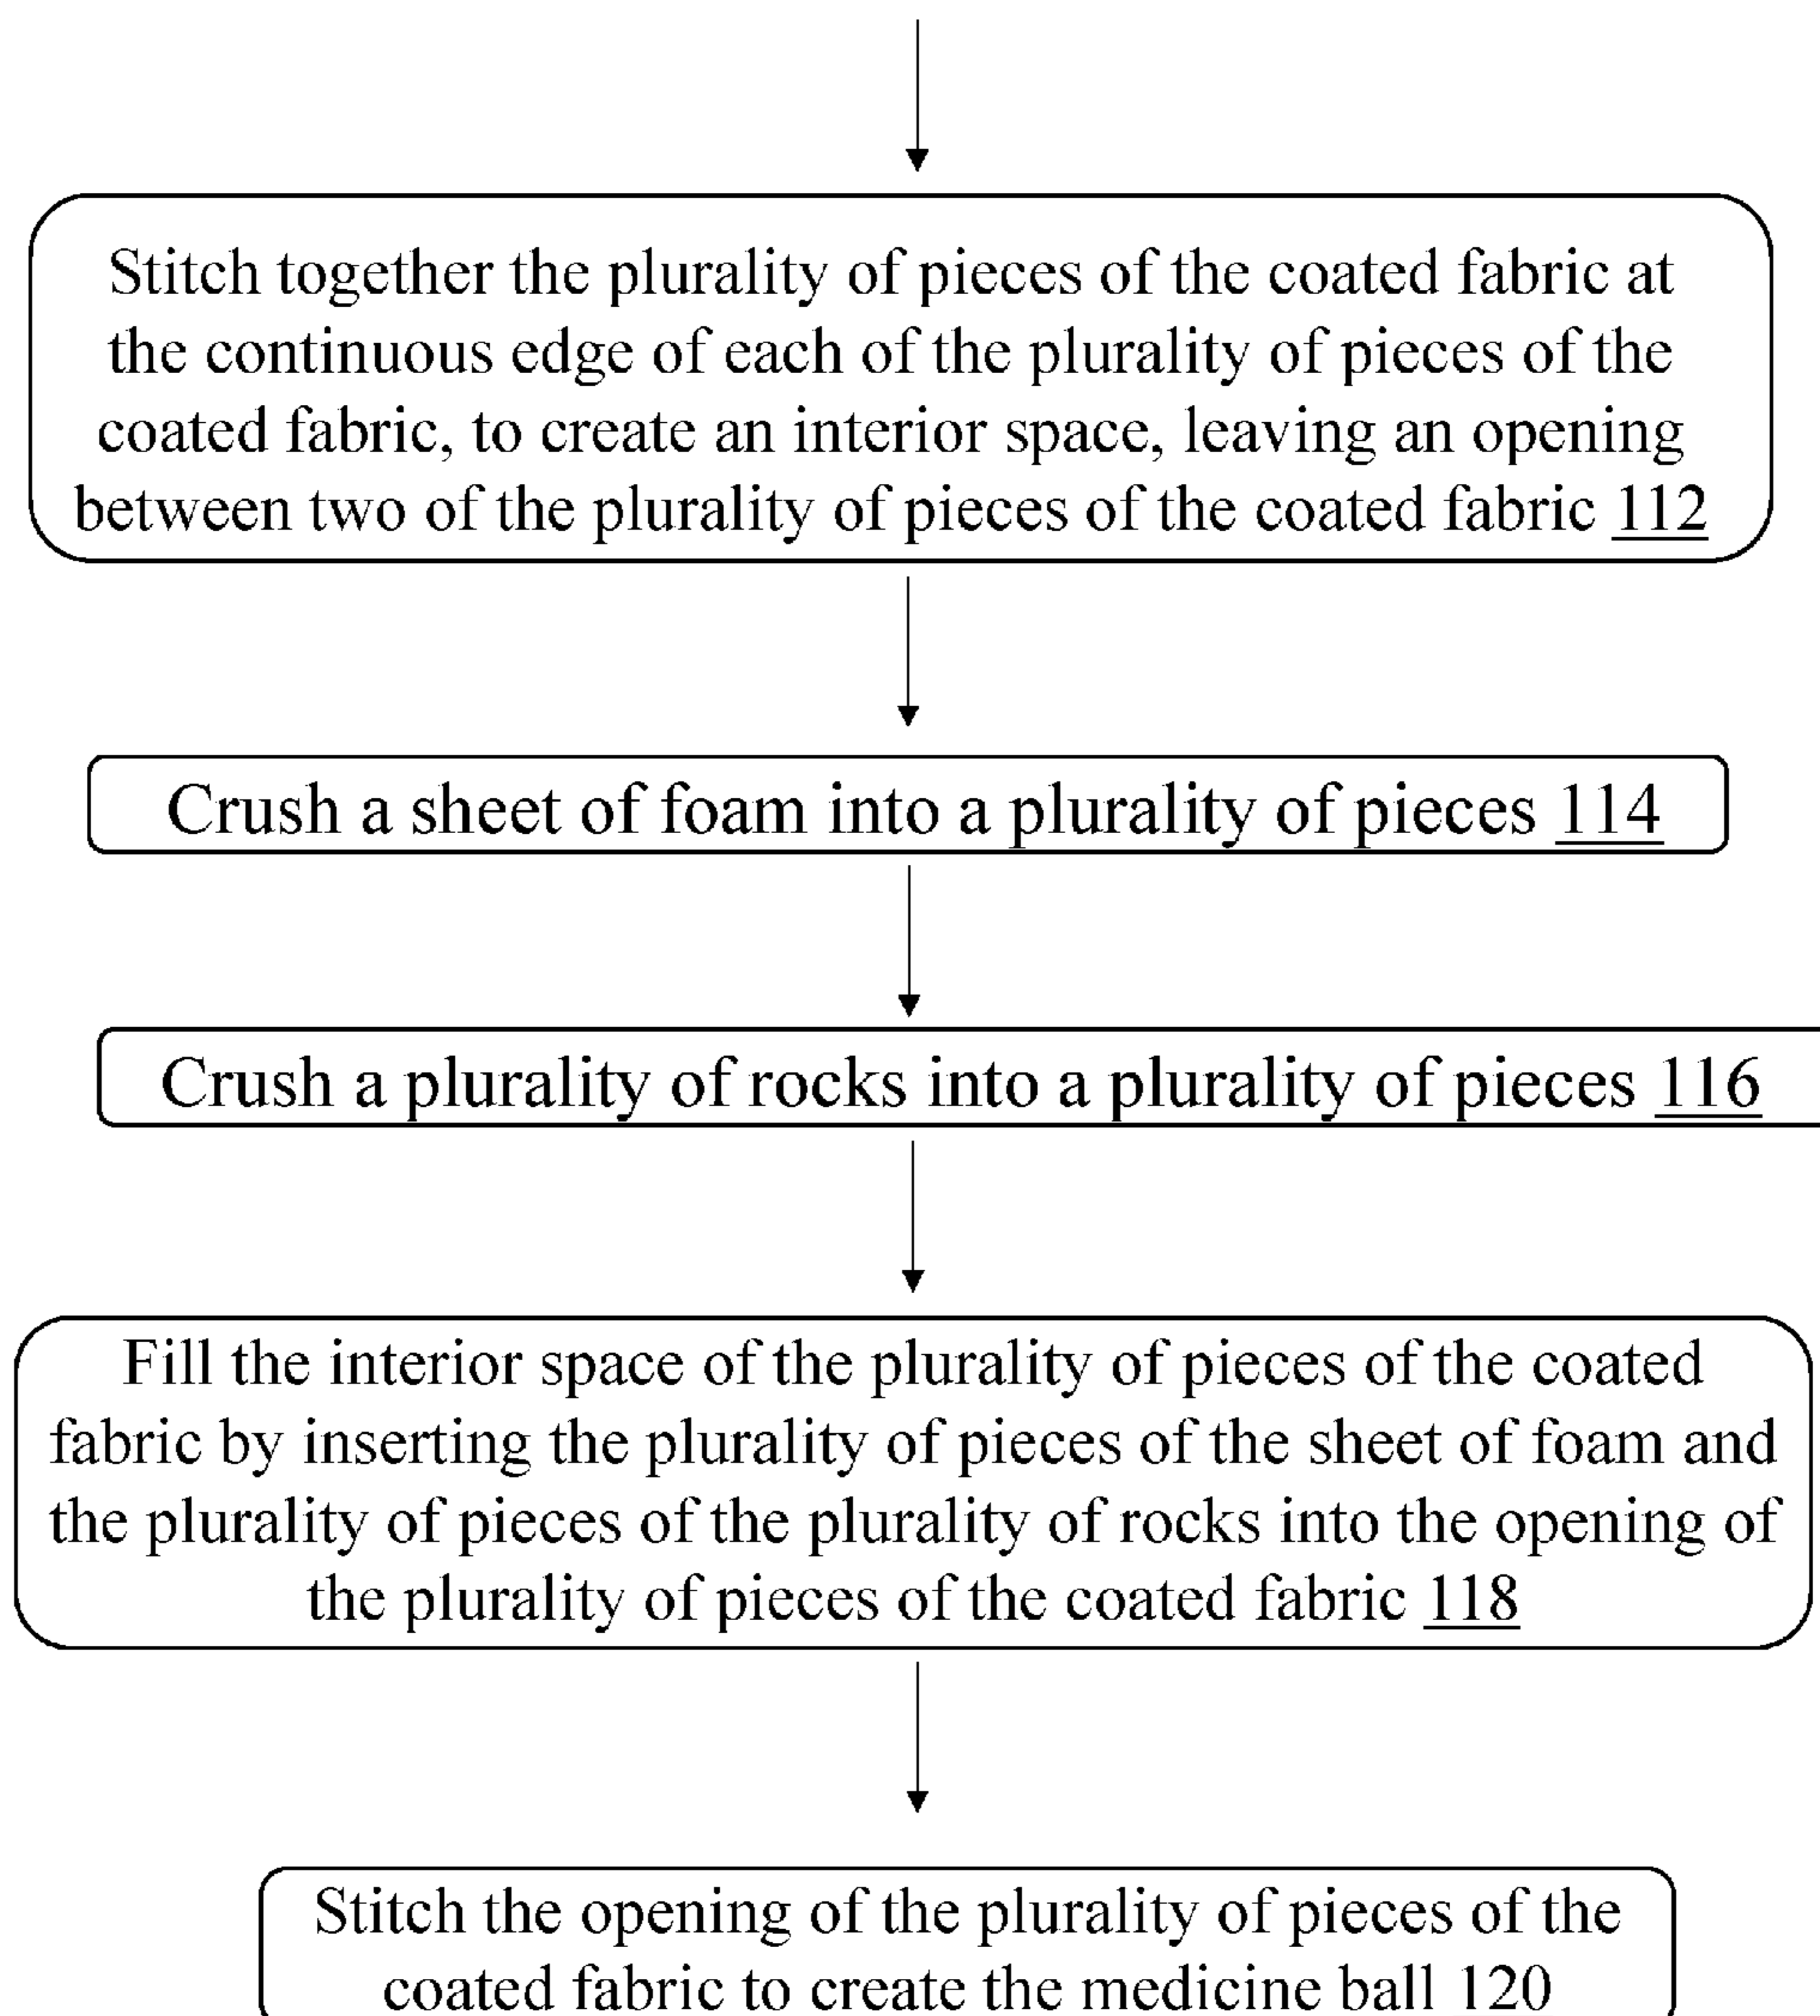 Stitch together the plurality of pieces of the coated fabric at
the continuous edge of each of the plurality of pieces of the
coated fabric, to create an interior space, leaving an opening
between two of the plurality of pieces of the coated fabric 112
Crush a sheet of foam into a plurality of pieces 114
Crush a plurality of rocks into a plurality of pieces 116
Fill the interior space of the plurality of pieces of the coated
fabric by inserting the plurality of pieces of the sheet of foam and
the plurality of pieces of the plurality of rocks into the opening of
the plurality of pieces of the coated fabric 118
Stitch the opening of the plurality of pieces of the
coated fabric to create the medicine ball 120